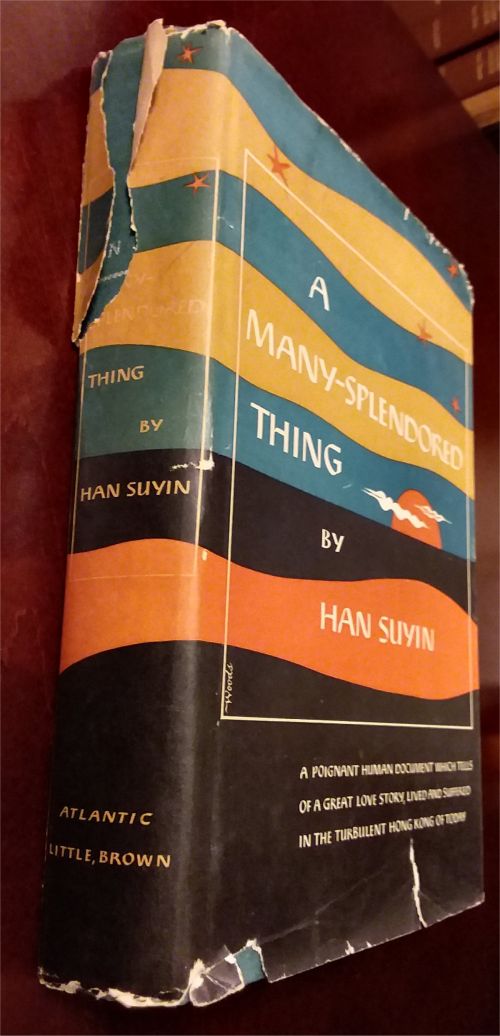 THING
BY
HAN SUYIN
ATLANTIC
LITTLE, BROWN
A
MANY-SPLENDORED
THING
BY
HAN SUYIN
Woods
A POIGNANT HUMAN DOCUMENT WHICH TELLS
OF A GREAT LOVE STORY, LIVED AND SUFFERED
IN THE TURBULENT HONG KONG OF TODAY